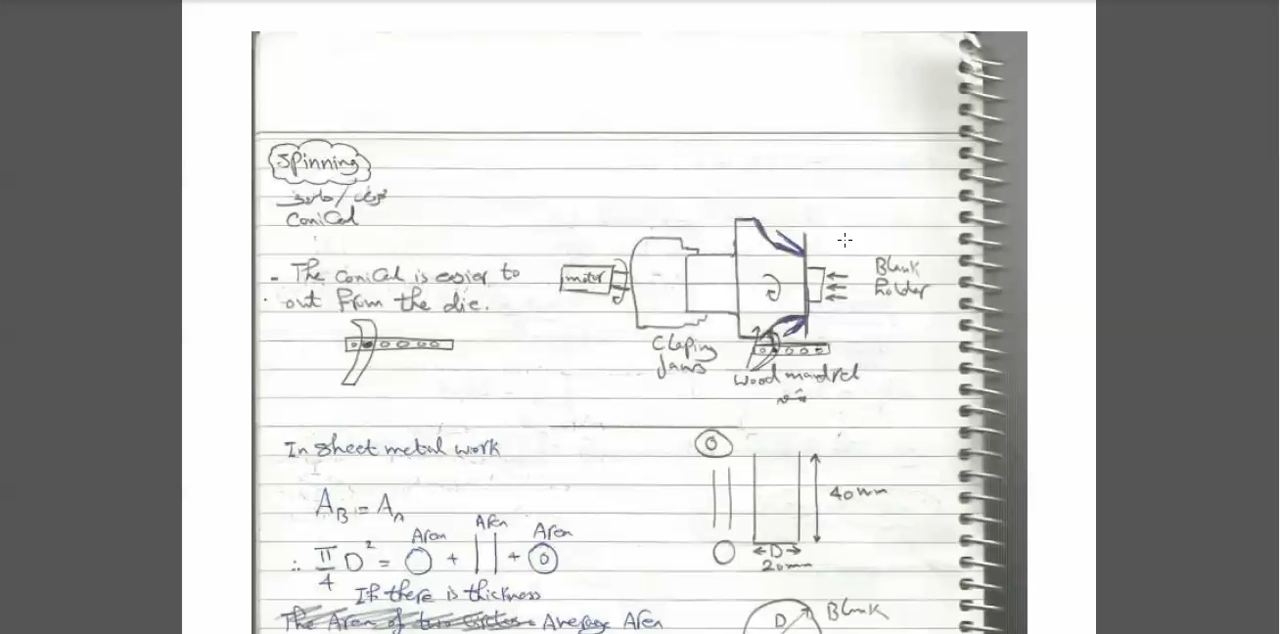 Spinning
Conical
- The Conical is easier to
out from the die.
motor
Blank
holder
Claping
Jaws
wood mandrel
In sheet metal work
A_B = A_A
Area
Area
Area
∴ π/4 D² = ○ + || + ◎
If there is thickness
The Area of two circles Average Area
40mm
←D→
20mm
D
Blank